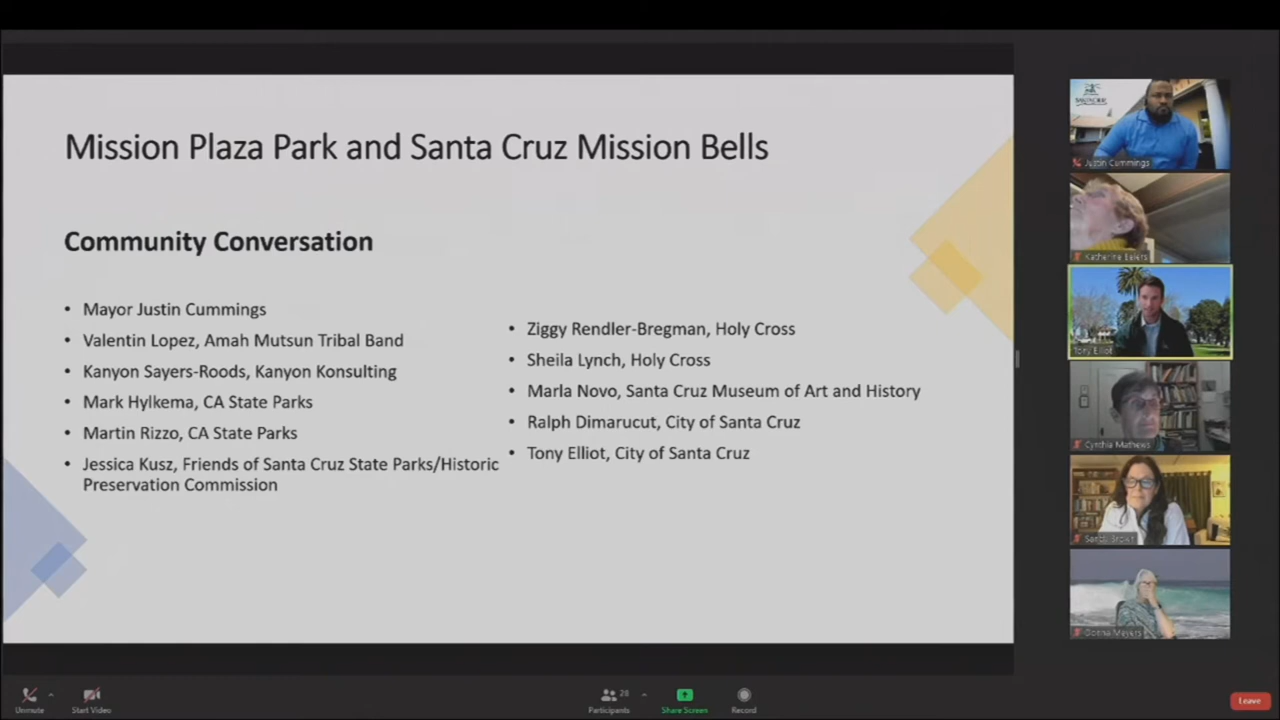 Mission Plaza Park and Santa Cruz Mission Bells
Community Conversation
• Mayor Justin Cummings
• Valentin Lopez, Amah Mutsun Tribal Band
• Kanyon Sayers-Roods, Kanyon Konsulting
• Mark Hylkema, CA State Parks
• Martin Rizzo, CA State Parks
• Jessica Kusz, Friends of Santa Cruz State Parks/Historic
Preservation Commission
• Ziggy Rendler-Bregman, Holy Cross
• Sheila Lynch, Holy Cross
• Marla Novo, Santa Cruz Museum of Art and History
• Ralph Dimarucut, City of Santa Cruz
• Tony Elliot, City of Santa Cruz
SANTA CRUZ
Justin Cummings
Katherine Beiers
Tony Elliot
Cynthia Mathews
Brown
Donna Meyers
Unmute
Start Video
28
Participants
Share Screen
Record
Leave